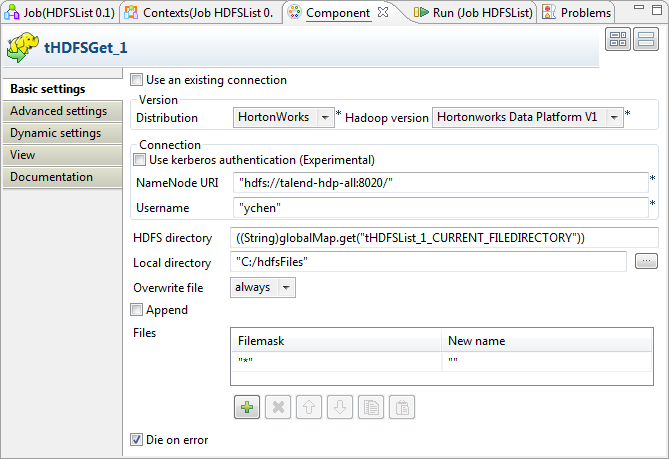 Job(HDFSList 0.1) Contexts(Job HDFSList 0. Component Run (Job HDFSList) Problems
tHDFSGet_1
Basic settings
Advanced settings
Dynamic settings
View
Documentation
Use an existing connection
Version
Distribution HortonWorks * Hadoop version Hortonworks Data Platform V1 *
Connection
Use kerberos authentication (Experimental)
NameNode URI "hdfs://talend-hdp-all:8020/" *
Username "ychen" *
HDFS directory ((String)globalMap.get("tHDFSList_1_CURRENT_FILEDIRECTORY"))
Local directory "C:/hdfsFiles" ...
Overwrite file always
Append
Files
Filemask New name
"*" ""
Die on error